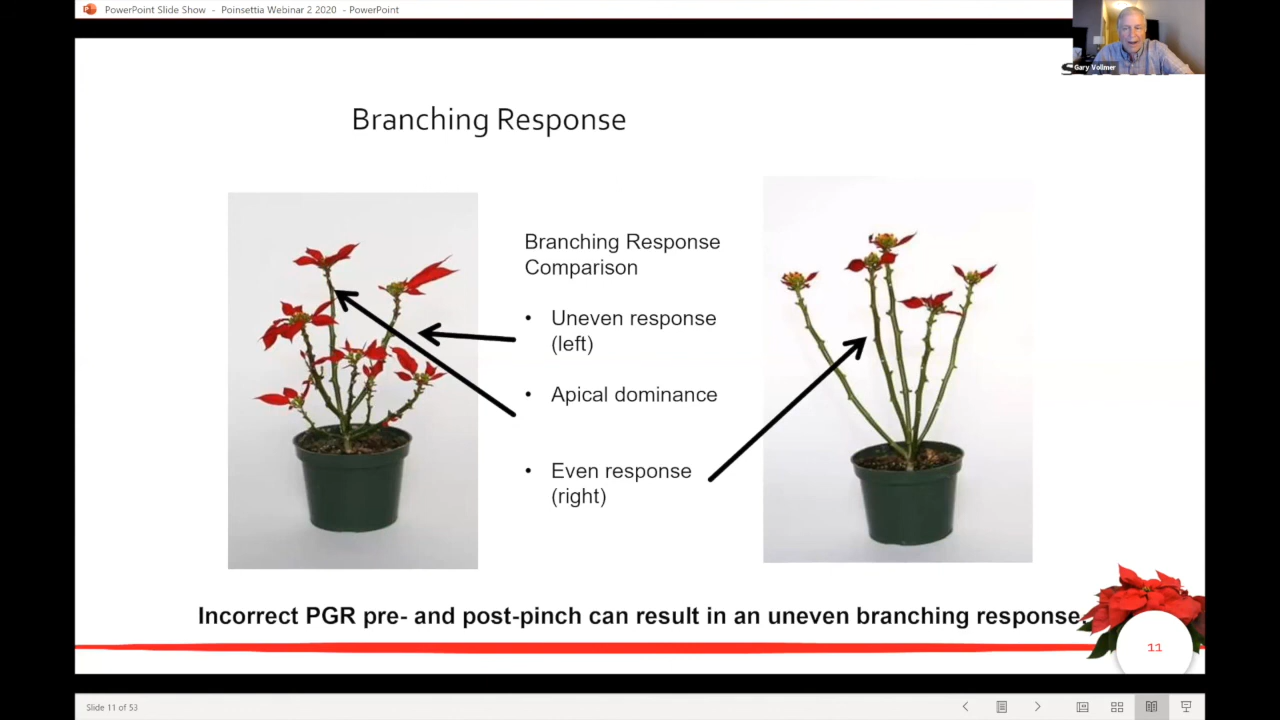 PowerPoint Slide Show - Poinsettia Webinar 2 2020 - PowerPoint
Gary Vollmer
Branching Response
Branching Response
Comparison
• Uneven response
(left)
• Apical dominance
• Even response
(right)
Incorrect PGR pre- and post-pinch can result in an uneven branching response.
11
Slide 11 of 53